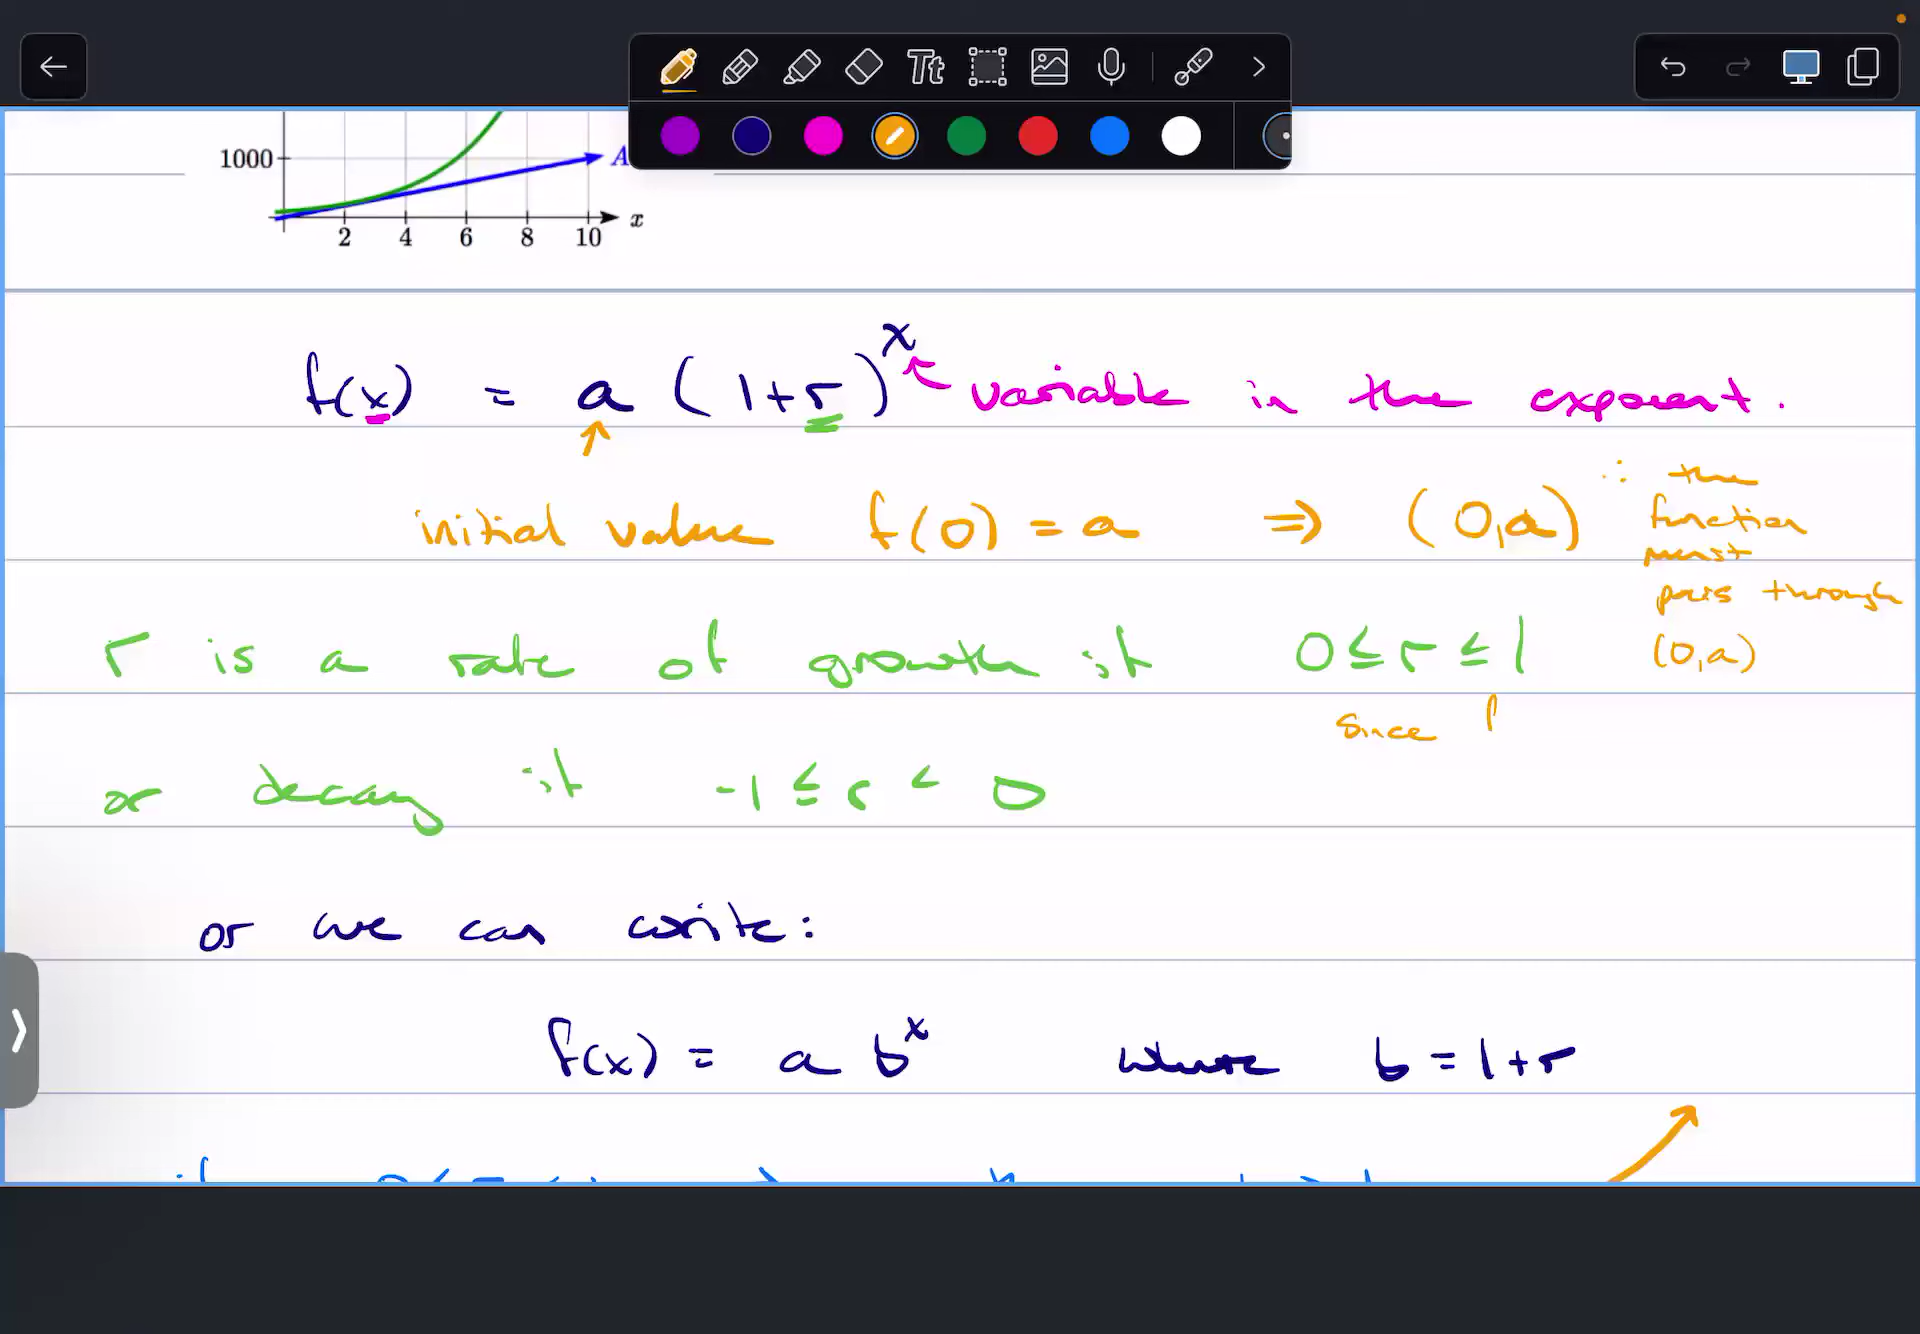 Tt
1000
A
2 4 6 8 10 x
f(x) = a (1+r)^x variable in the exponent.
initial value f(0) = a ⇒ (0,a)
∴ the
function
must
pass through
(0,a)
r is a rate of growth if 0 ≤ r ≤ 1
since
or decay if -1 ≤ r < 0
or we can write:
f(x) = a b^x where b = 1+r
if